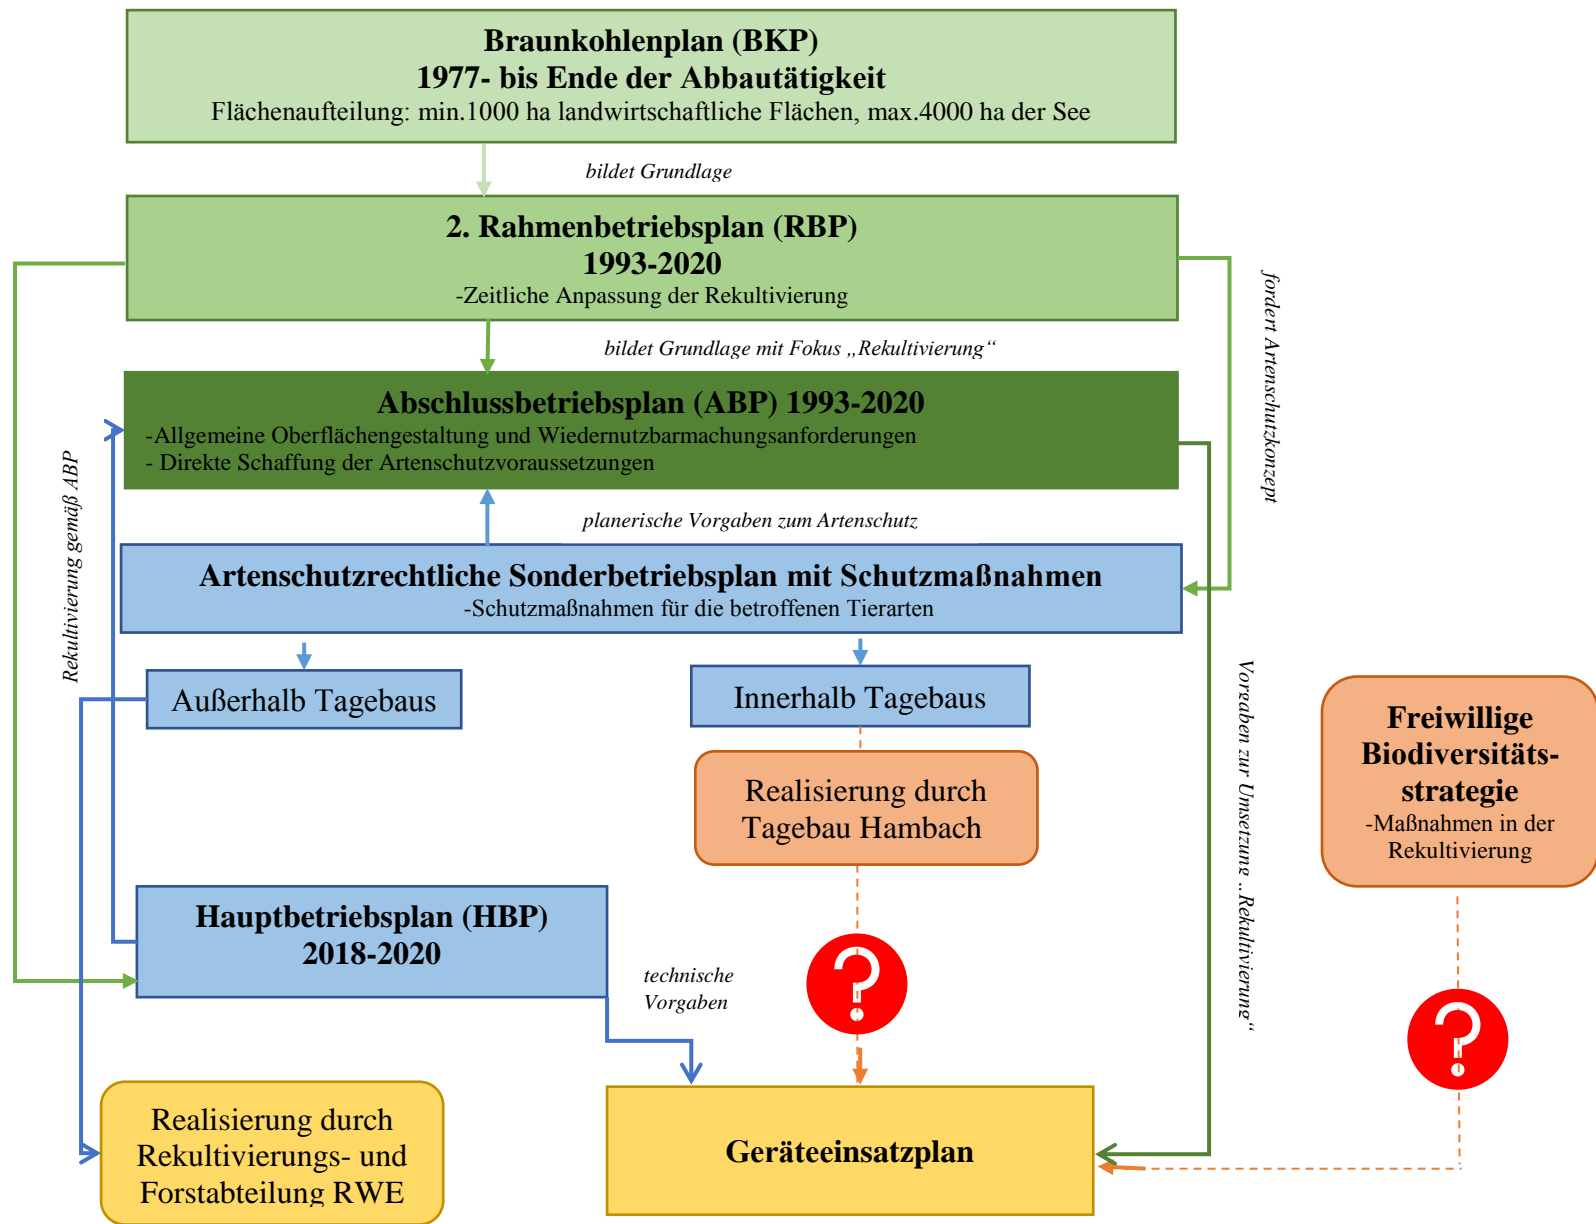 Braunkohlenplan (BKP)
1977- bis Ende der Abbautätigkeit
Flächenaufteilung: min.1000 ha landwirtschaftliche Flächen, max.4000 ha der See
bildet Grundlage
2. Rahmenbetriebsplan (RBP)
1993-2020
-Zeitliche Anpassung der Rekultivierung
fordert Artenschutzkonzept
bildet Grundlage mit Fokus „Rekultivierung“
Abschlussbetriebsplan (ABP) 1993-2020
-Allgemeine Oberflächengestaltung und Wiedernutzbarmachungsanforderungen
- Direkte Schaffung der Artenschutzvoraussetzungen
Rekultivierung gemäß ABP
planerische Vorgaben zum Artenschutz
Artenschutzrechtliche Sonderbetriebsplan mit Schutzmaßnahmen
-Schutzmaßnahmen für die betroffenen Tierarten
Außerhalb Tagebaus
Innerhalb Tagebaus
Vorgaben zur Umsetzung „Rekultivierung“
Freiwillige
Biodiversitäts-
strategie
-Maßnahmen in der
Rekultivierung
Realisierung durch
Tagebau Hambach
Hauptbetriebsplan (HBP)
2018-2020
technische
Vorgaben
?
?
Realisierung durch
Rekultivierungs- und
Forstabteilung RWE
Geräteeinsatzplan